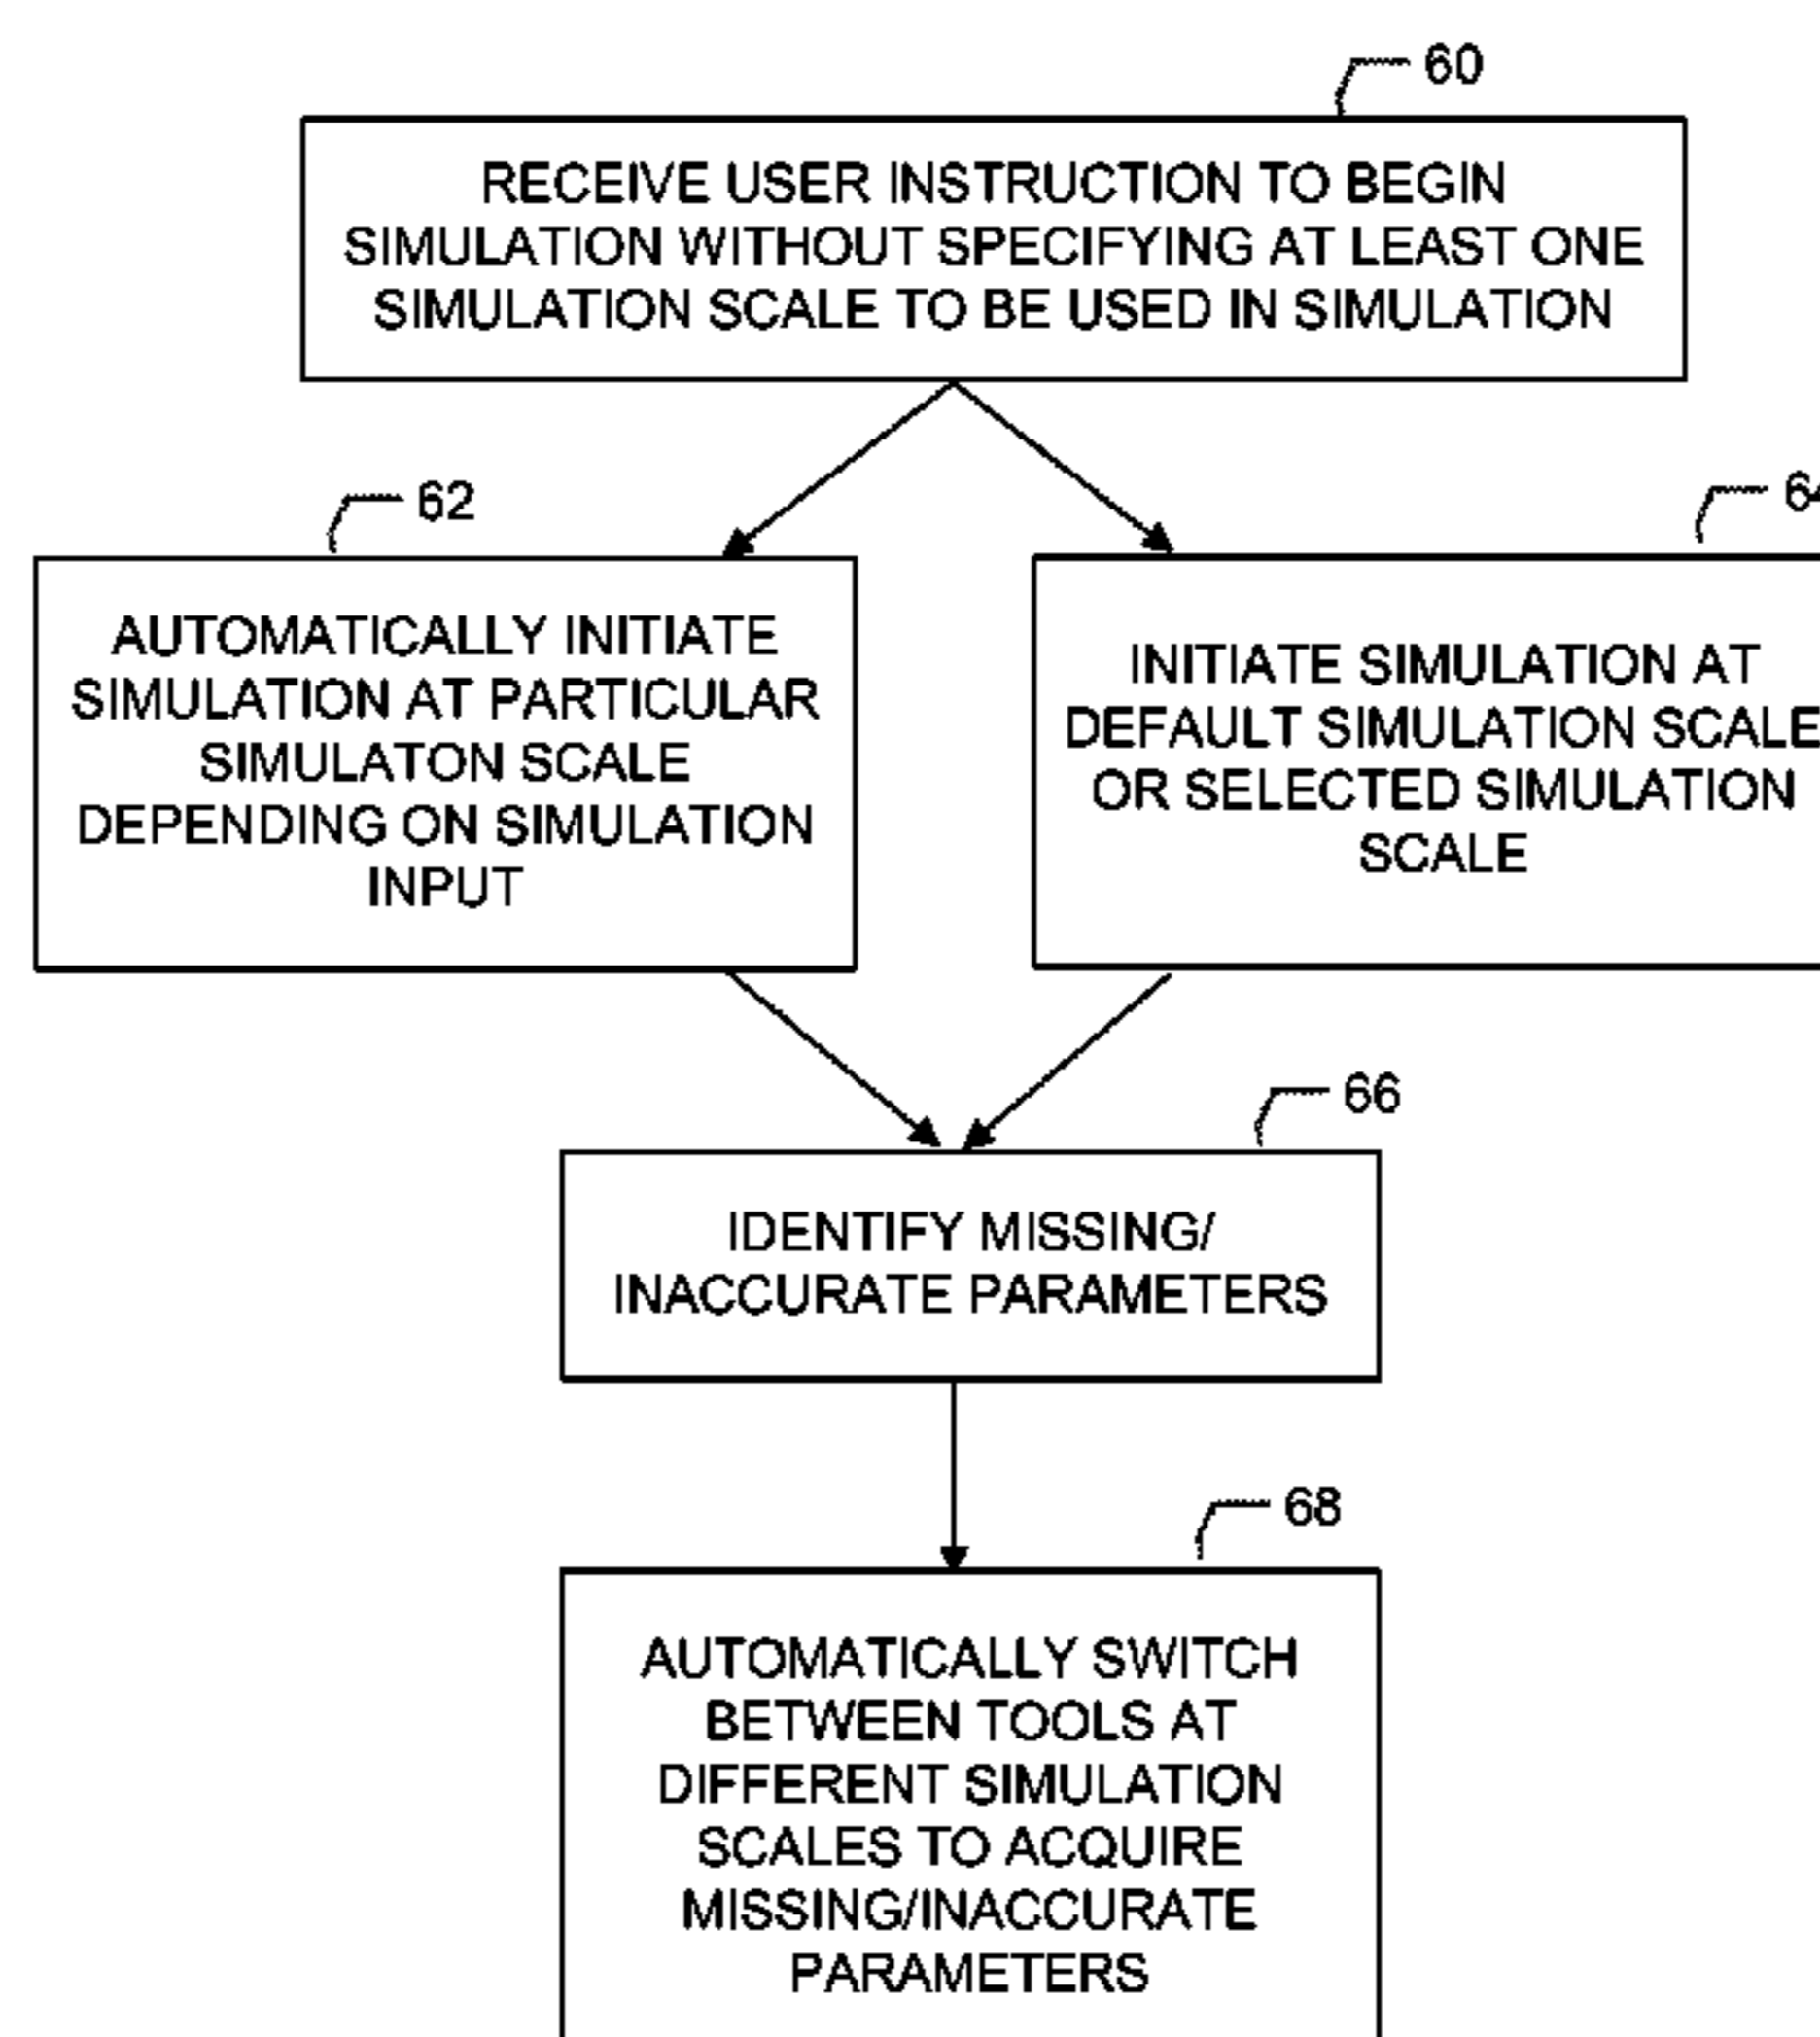 60
RECEIVE USER INSTRUCTION TO BEGIN
SIMULATION WITHOUT SPECIFYING AT LEAST ONE
SIMULATION SCALE TO BE USED IN SIMULATION
62
AUTOMATICALLY INITIATE
SIMULATION AT PARTICULAR
SIMULATON SCALE
DEPENDING ON SIMULATION
INPUT
64
INITIATE SIMULATION AT
DEFAULT SIMULATION SCALE
OR SELECTED SIMULATION
SCALE
66
IDENTIFY MISSING/
INACCURATE PARAMETERS
68
AUTOMATICALLY SWITCH
BETWEEN TOOLS AT
DIFFERENT SIMULATION
SCALES TO ACQUIRE
MISSING/INACCURATE
PARAMETERS